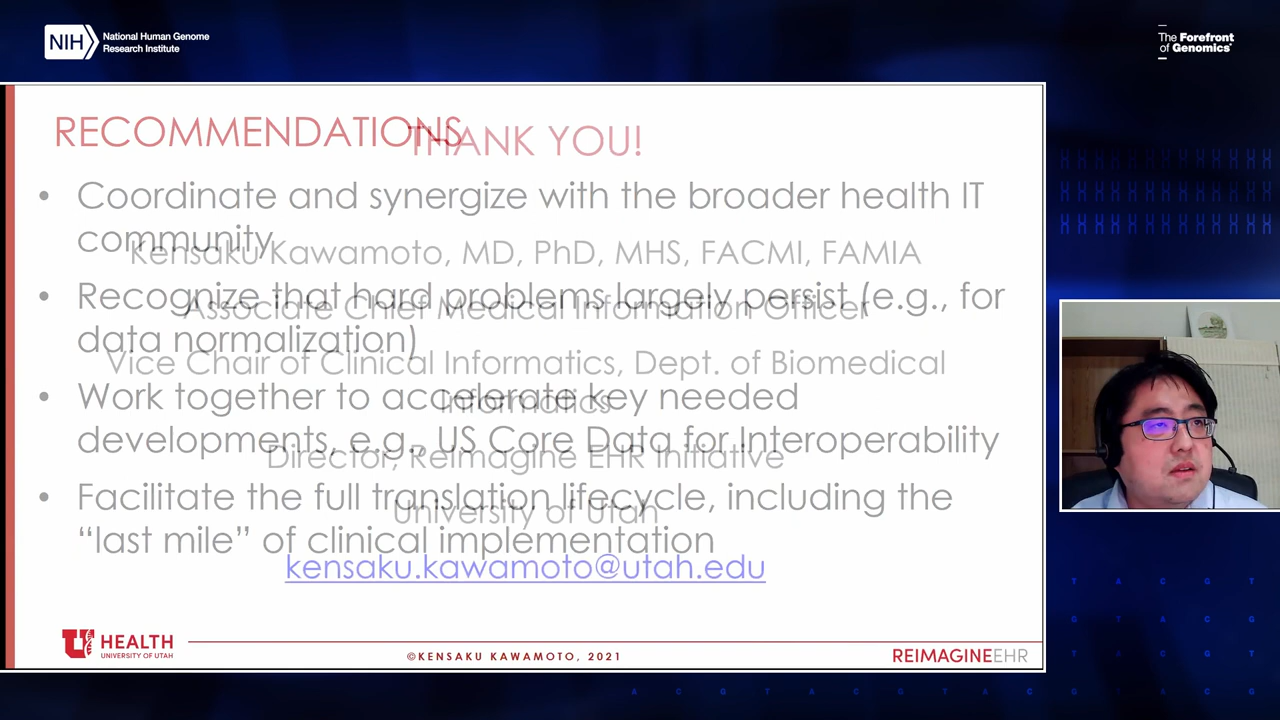 NIH
National Human Genome
Research Institute
The Forefront
of Genomics®
RECOMMENDATIONS
THANK YOU!
• Coordinate and synergize with the broader health IT
community
Kensaku Kawamoto, MD, PhD, MHS, FACMI, FAMIA
• Recognize that hard problems largely persist (e.g., for
Associate Chief Medical Information Officer
data normalization)
Vice Chair of Clinical Informatics, Dept. of Biomedical
• Work together to accelerate key needed
Informatics
developments, e.g., US Core Data for Interoperability
Director, ReImagine EHR Initiative
• Facilitate the full translation lifecycle, including the
University of Utah
“last mile” of clinical implementation
kensaku.kawamoto@utah.edu
U HEALTH
UNIVERSITY OF UTAH
©KENSAKU KAWAMOTO, 2021
REIMAGINEEHR
T A C G T
A C G T
T A C G T
A C G T A C G T A C G T A C G